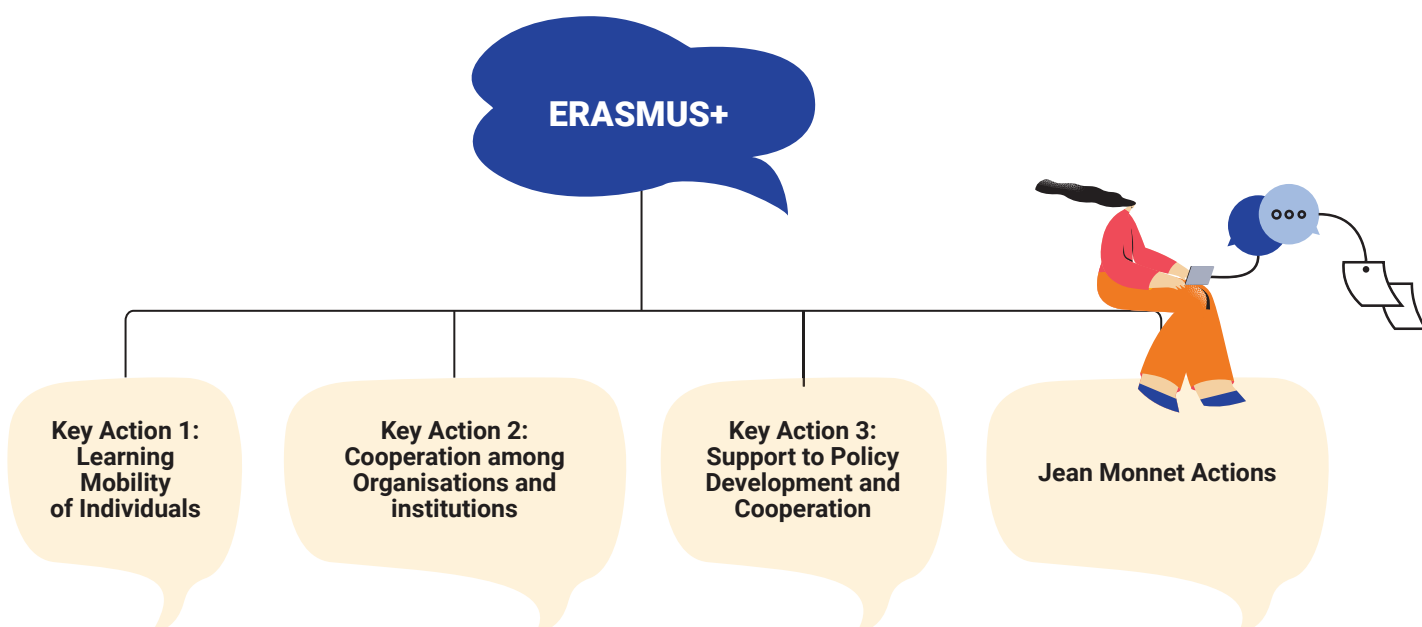 ERASMUS+
Key Action 1:
Learning
Mobility
of Individuals
Key Action 2:
Cooperation among
Organisations and
institutions
Key Action 3:
Support to Policy
Development and
Cooperation
Jean Monnet Actions